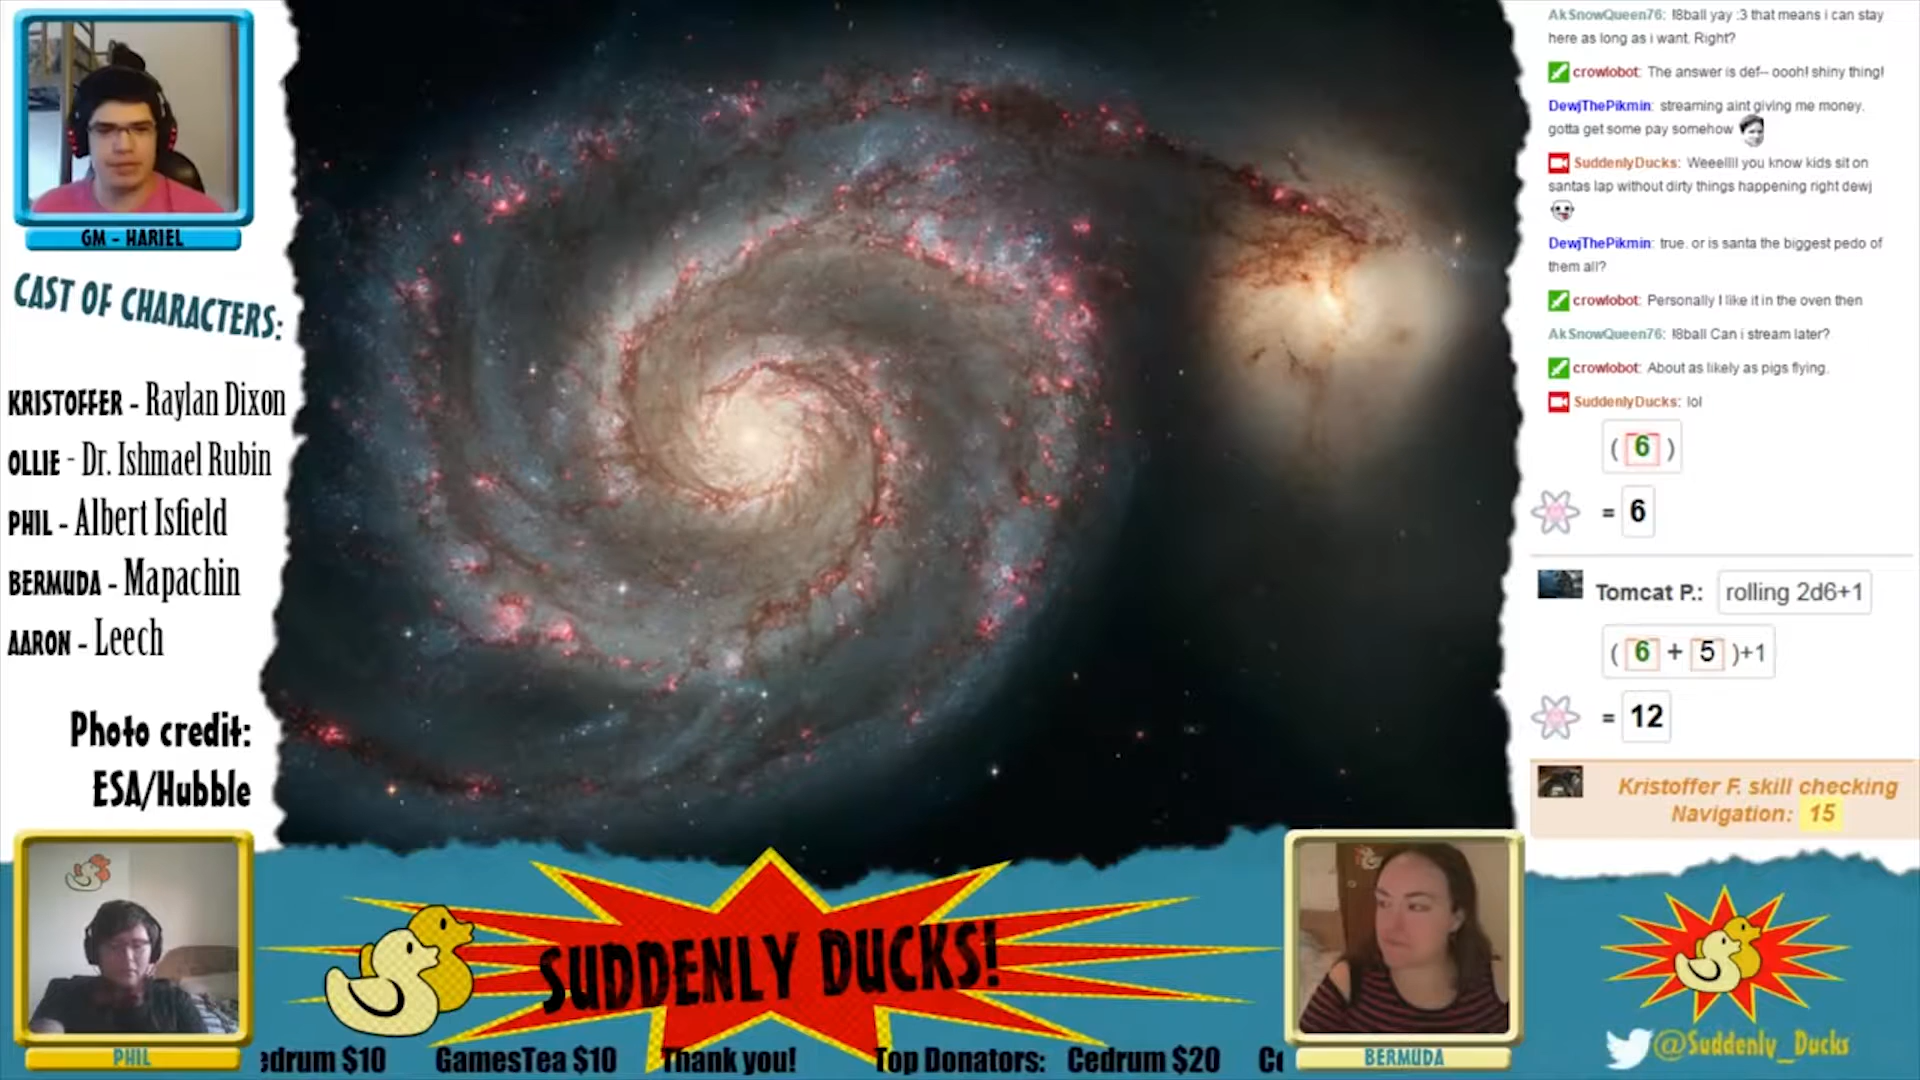 GM - HARIEL
CAST OF CHARACTERS:
KRISTOFFER - Raylan Dixon
OLLIE - Dr. Ishmael Rubin
PHIL - Albert Isfield
BERMUDA - Mapachin
AARON - Leech
Photo credit:
ESA/Hubble
PHIL
SUDDENLY DUCKS!
edrum $10 GamesTea $10 Thank you! Top Donators: Cedrum $20
BERMUDA
AkSnowQueen76: !8ball yay :3 that means i can stay
here as long as i want. Right?
crowlobot: The answer is def-- oooh! shiny thing!
DewjThePikmin: streaming aint giving me money.
gotta get some pay somehow
SuddenlyDucks: Weeellll you know kids sit on
santas lap without dirty things happening right dewj
DewjThePikmin: true. or is santa the biggest pedo of
them all?
crowlobot: Personally I like it in the oven then
AkSnowQueen76: !8ball Can i stream later?
crowlobot: About as likely as pigs flying.
SuddenlyDucks: lol
( 6 )
= 6
Tomcat P.: rolling 2d6+1
( 6 + 5 )+1
= 12
Kristoffer F. skill checking
Navigation: 15
@Suddenly_Ducks